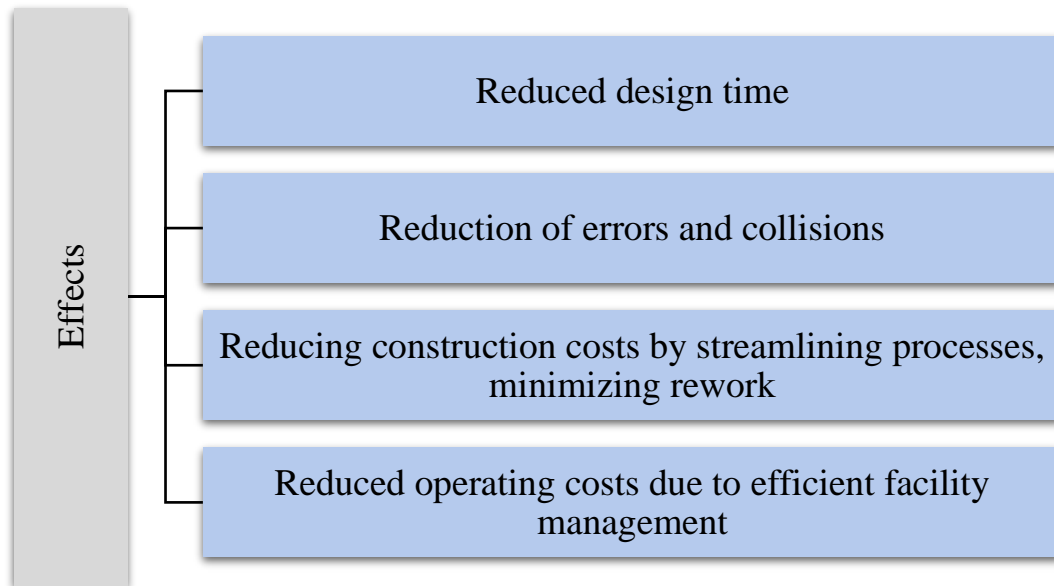 Effects
Reduced design time
Reduction of errors and collisions
Reducing construction costs by streamlining processes,
minimizing rework
Reduced operating costs due to efficient facility
management